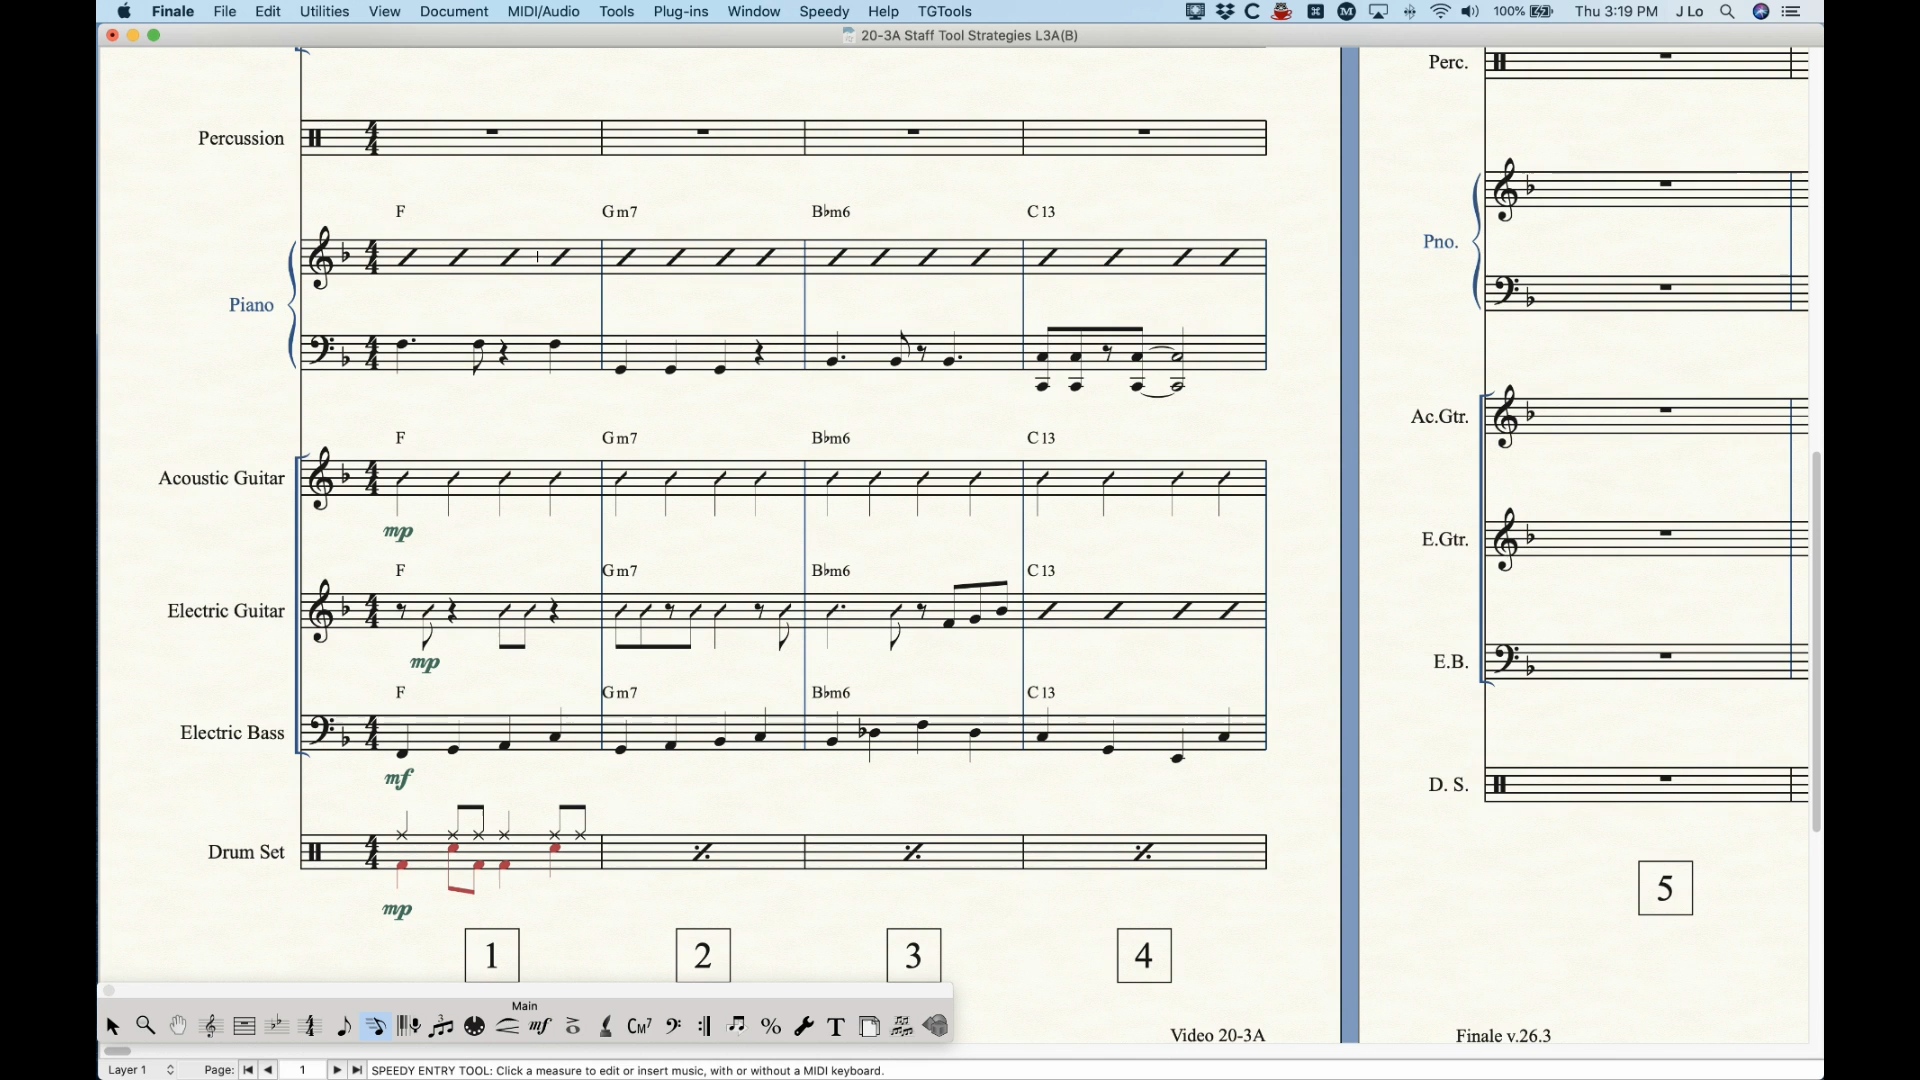 Finale File Edit Utilities View Document MIDI/Audio Tools Plug-ins Window Speedy Help TGTools 100% Thu 3:19 PM J Lo
20-3A Staff Tool Strategies L3A(B)
Perc.
Percussion
F Gm7 B♭m6 C13
Piano
Pno.
F Gm7 B♭m6 C13
Acoustic Guitar
Ac.Gtr.
mp
F Gm7 B♭m6 C13
Electric Guitar
E.Gtr.
mp
F Gm7 B♭m6 C13
Electric Bass
E.B.
mf
Drum Set
D. S.
mp
5
1 2 3 4
Main
mf CM7 % T
Video 20-3A
Finale v.26.3
Layer 1 Page: 1 SPEEDY ENTRY TOOL: Click a measure to edit or insert music, with or without a MIDI keyboard.